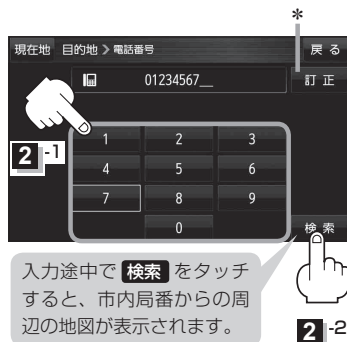 *
現在地 目的地 > 電話番号 戻る
01234567__ 訂正
2 -1
1 2 3
4 5 6
7 8 9
0
検索
入力途中で 検索 をタッチ
すると、市内局番からの周
辺の地図が表示されます。
2 -2